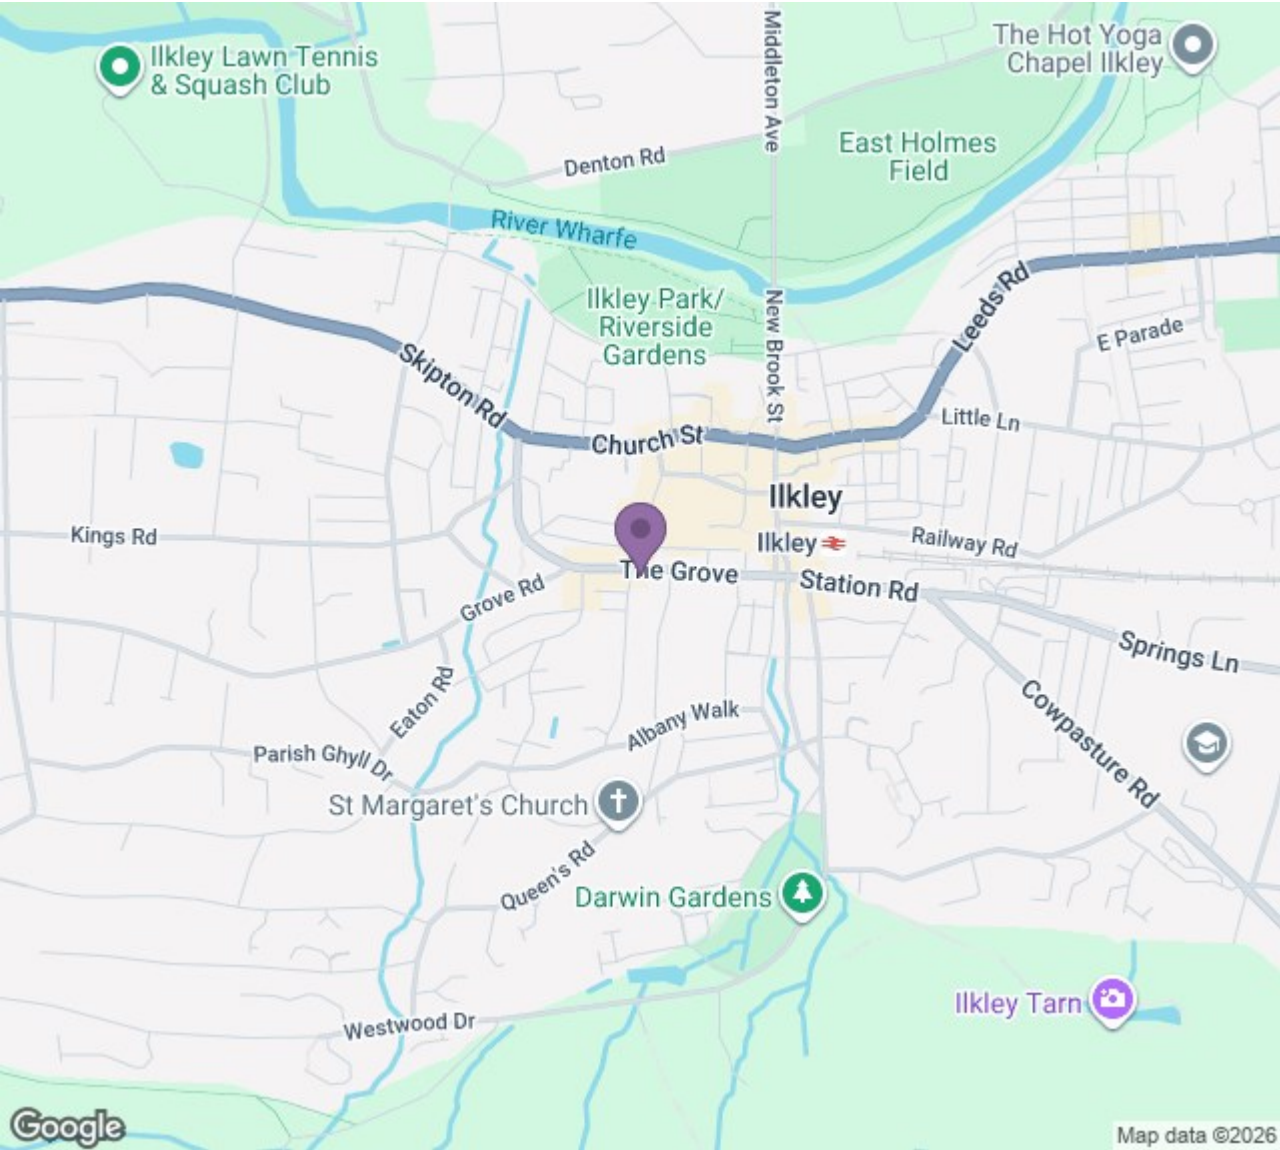 Ilkley Lawn Tennis
& Squash Club
Middleton Ave
The Hot Yoga
Chapel Ilkley
East Holmes
Field
Denton Rd
River Wharfe
Ilkley Park/
Riverside
Gardens
New Brook St
Leeds Rd
E Parade
Skipton Rd
Church St
Little Ln
Ilkley
Kings Rd
Ilkley
Railway Rd
The Grove
Station Rd
Grove Rd
Springs Ln
Eaton Rd
Albany Walk
Cowpasture Rd
Parish Ghyll Dr
St Margaret's Church
Queen's Rd
Darwin Gardens
Ilkley Tarn
Westwood Dr
Google
Map data ©2026